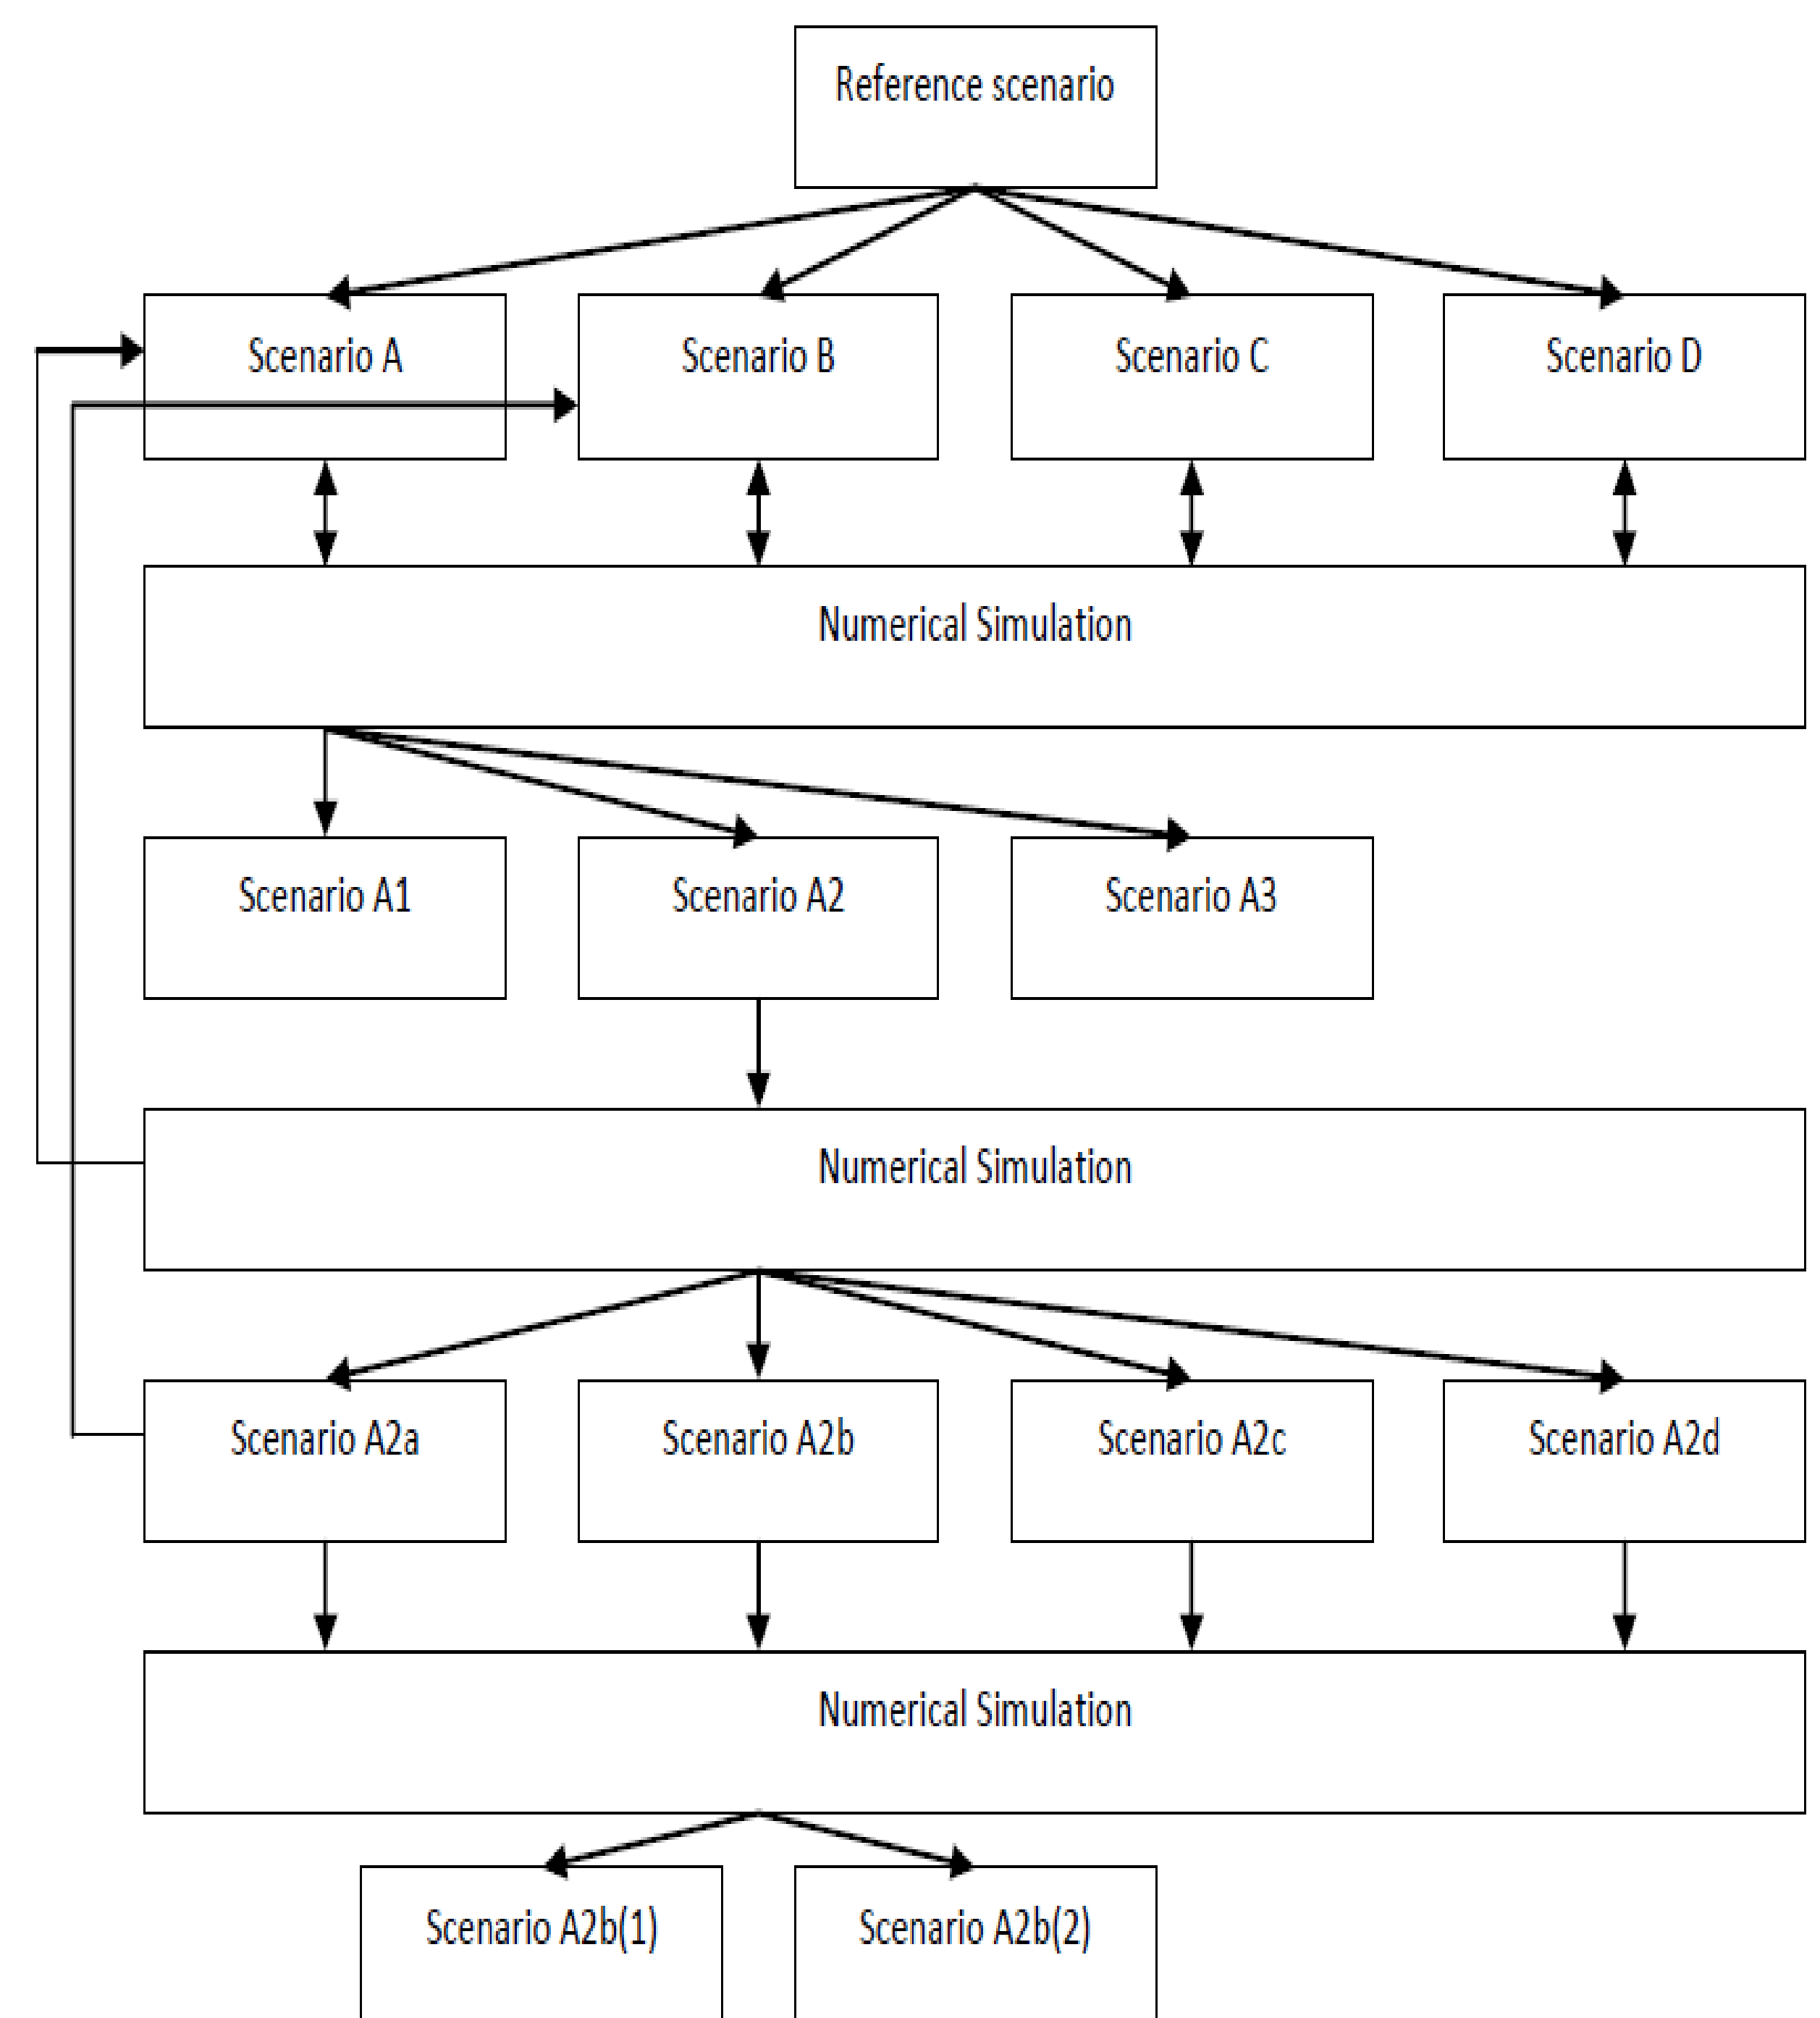 Reference scenario
Scenario A
Scenario B
Scenario C
Scenario D
Numerical Simulation
Scenario A1
Scenario A2
Scenario A3
Numerical Simulation
Scenario A2a
Scenario A2b
Scenario A2c
Scenario A2d
Numerical Simulation
Scenario A2b(1)
Scenario A2b(2)